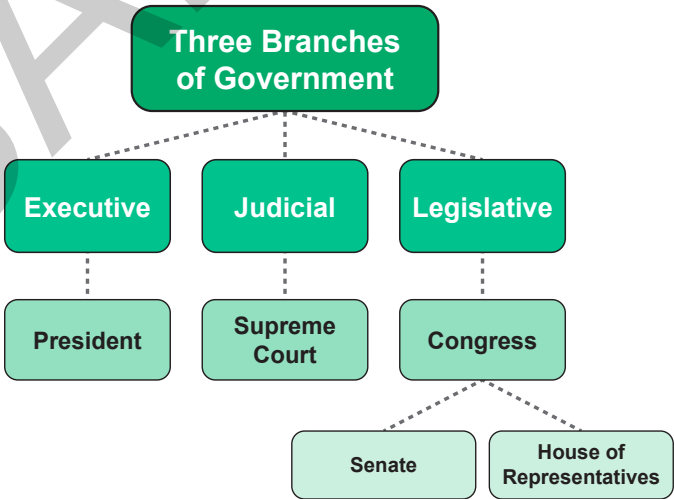 Three Branches
of Government
Executive
Judicial
Legislative
President
Supreme
Court
Congress
Senate
House of
Representatives